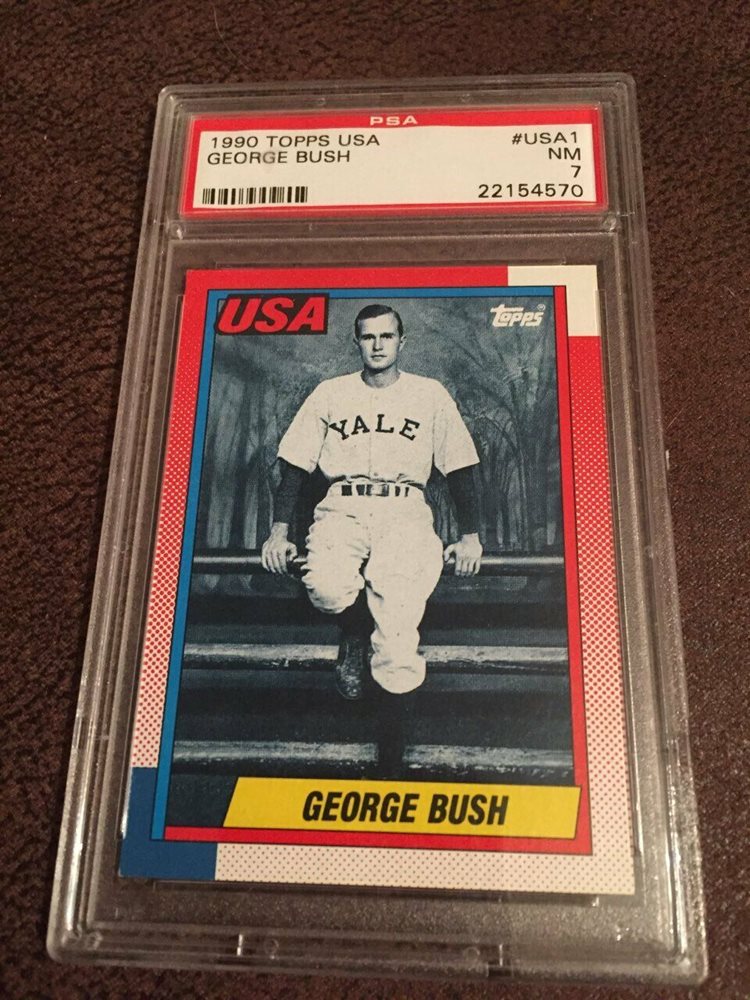 PSA
1990 TOPPS USA #USA1
GEORGE BUSH NM
7
22154570
USA topps
YALE
GEORGE BUSH